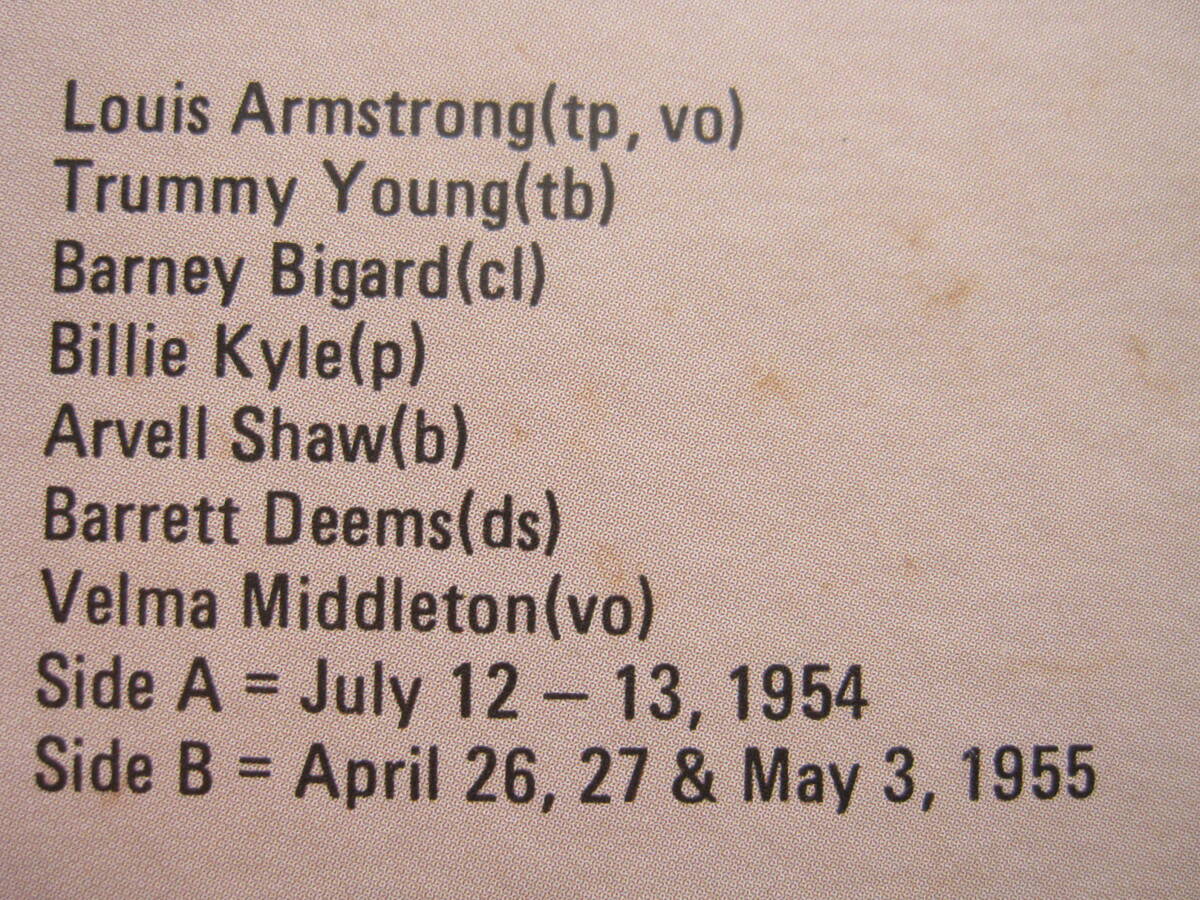 Louis Armstrong(tp, vo)
Trummy Young(tb)
Barney Bigard(cl)
Billie Kyle(p)
Arvell Shaw(b)
Barrett Deems(ds)
Velma Middleton(vo)
Side A = July 12 – 13, 1954
Side B = April 26, 27 & May 3, 1955